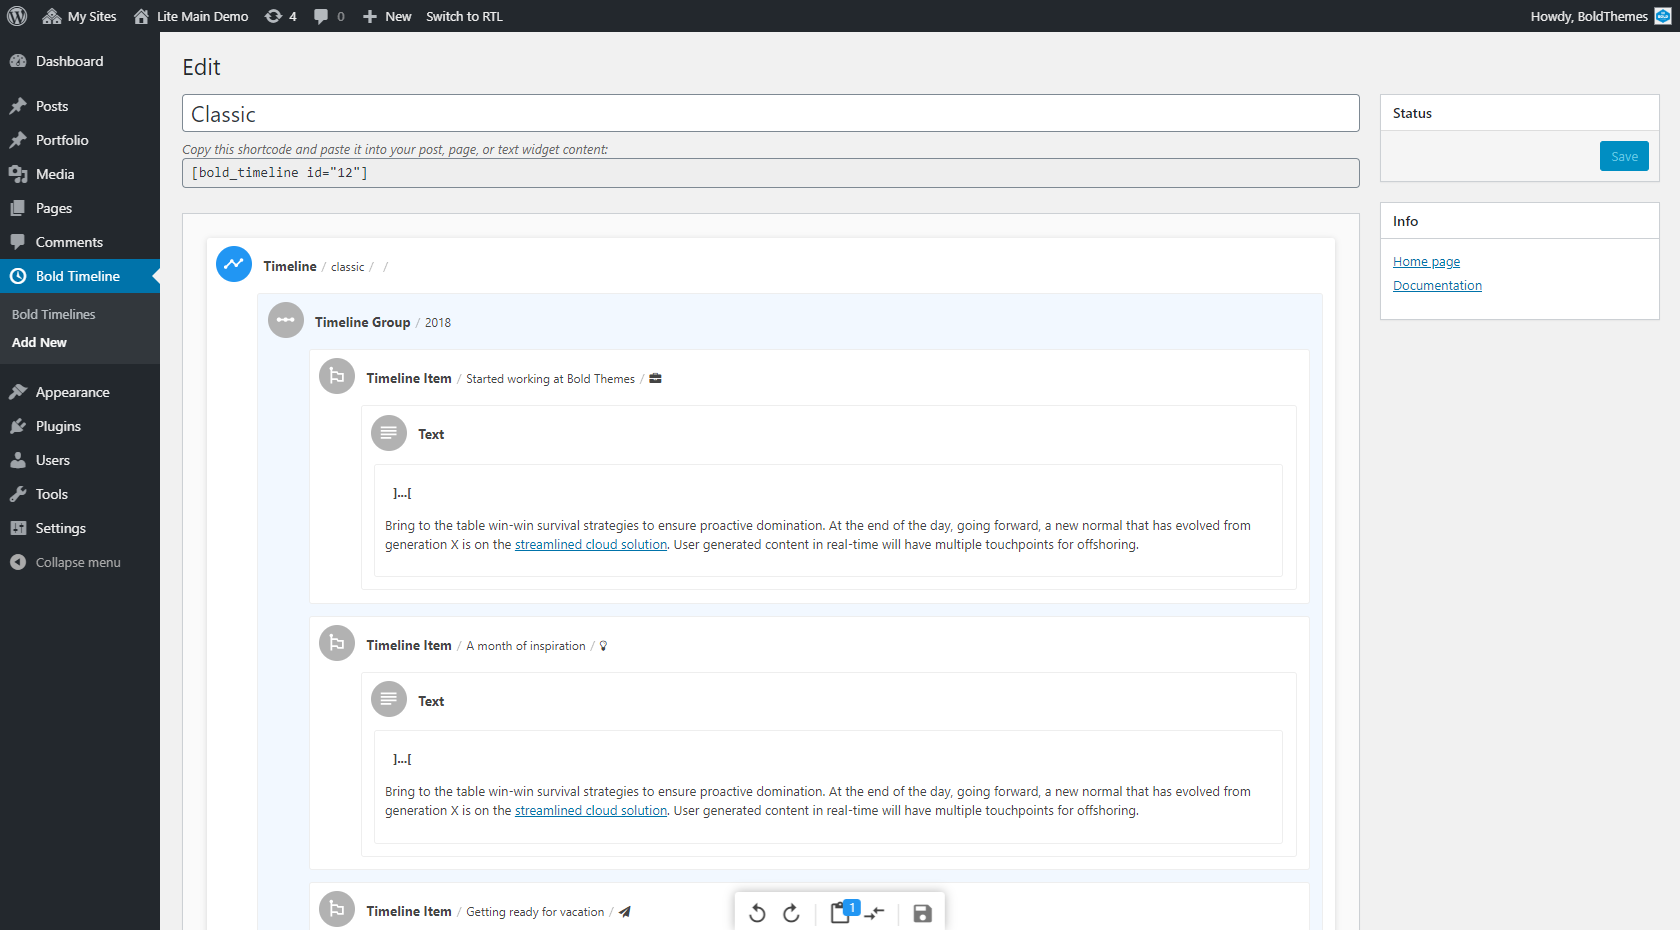 My Sites
Lite Main Demo
4
0
New
Switch to RTL
Howdy, BoldThemes
Dashboard
Posts
Portfolio
Media
Pages
Comments
Bold Timeline
Bold Timelines
Add New
Appearance
Plugins
Users
Tools
Settings
Collapse menu
Edit
Classic
Copy this shortcode and paste it into your post, page, or text widget content:
[bold_timeline id="12"]
Timeline / classic / /
Timeline Group / 2018
Timeline Item / Started working at Bold Themes /
Text
]...[
Bring to the table win-win survival strategies to ensure proactive domination. At the end of the day, going forward, a new normal that has evolved from
generation X is on the streamlined cloud solution. User generated content in real-time will have multiple touchpoints for offshoring.
Timeline Item / A month of inspiration /
Text
]...[
Bring to the table win-win survival strategies to ensure proactive domination. At the end of the day, going forward, a new normal that has evolved from
generation X is on the streamlined cloud solution. User generated content in real-time will have multiple touchpoints for offshoring.
Timeline Item / Getting ready for vacation /
1
Status
Save
Info
Home page
Documentation